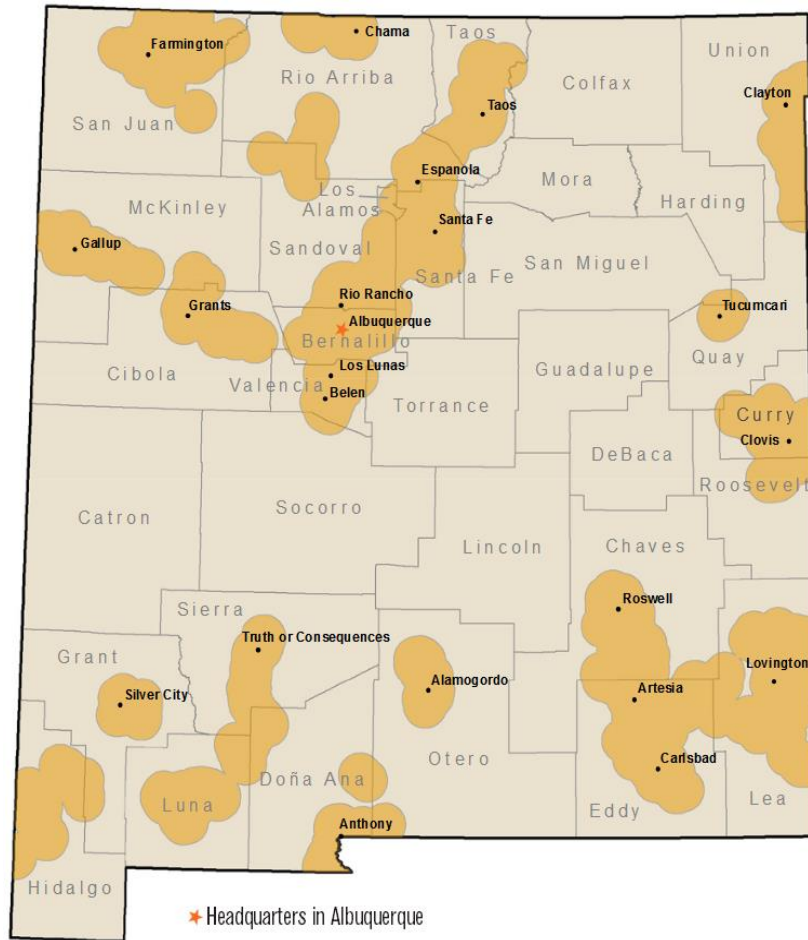 Taos
Union
Farmington
Chama
Rio Arriba
Colfax
Clayton
Taos
San Juan
Espanola
Mora
Los
Alamos
McKinley
Harding
Santa Fe
Gallup
Sandoval
Santa Fe
San Miguel
Rio Rancho
Grants
Tucumcari
Albuquerque
Bernalillo
Quay
Cibola
Los Lunas
Guadalupe
Valencia
Belen
Torrance
Curry
Clovis
DeBaca
Roosevelt
Catron
Socorro
Lincoln
Chaves
Roswell
Sierra
Truth or Consequences
Grant
Lovington
Alamogordo
Silver City
Artesia
Otero
Carlsbad
Doña Ana
Luna
Eddy
Lea
Anthony
Hidalgo
Headquarters in Albuquerque